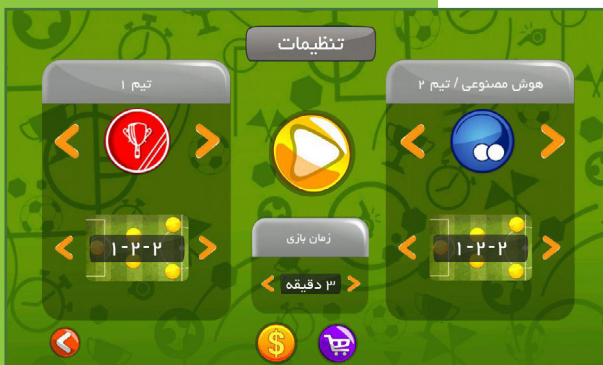 تنظیمات
هوش مصنوعی / تیم ۲
تیم ۱
۱-۲-۲
۱-۲-۲
زمان بازی
۳ دقیقه
$